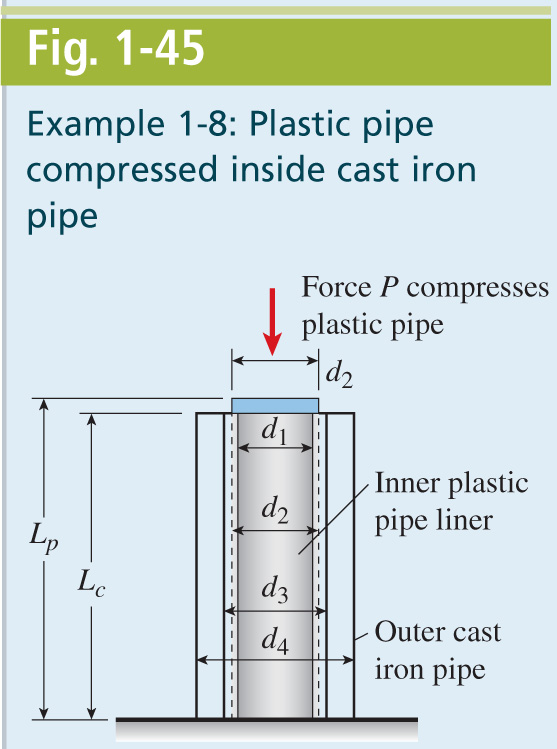 Fig. 1-45
Example 1-8: Plastic pipe
compressed inside cast iron
pipe
Force P compresses
plastic pipe
d2
d1
Inner plastic
pipe liner
d2
Lp
Lc
d3
d4
Outer cast
iron pipe